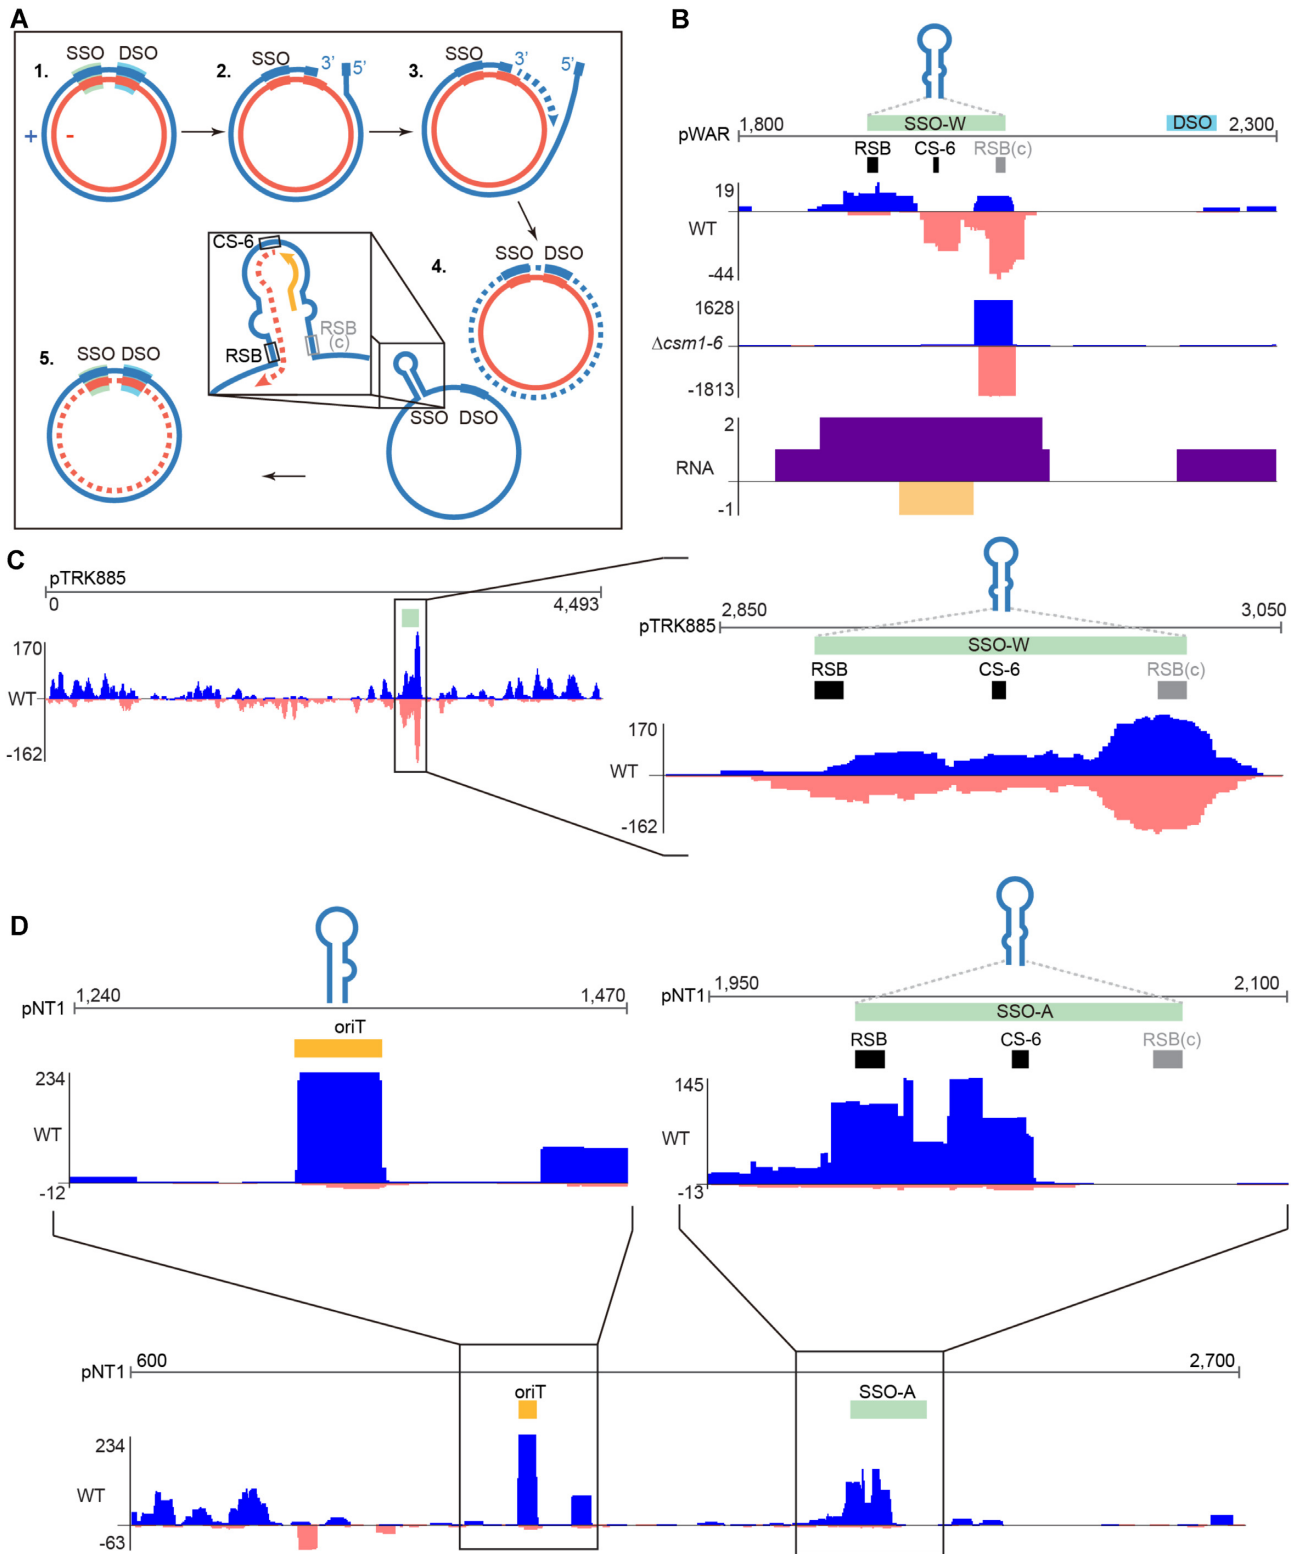 A
SSO DSO
1.
+
-
2.
SSO
3'
5'
3.
SSO
3'
5'
SSO DSO
4.
CS-6
RSB
RSB
(c)
SSO DSO
5.
SSO DSO
B
pWAR
1,800
SSO-W
DSO
2,300
RSB
CS-6
RSB(c)
19
WT
-44
1628
Δcsm1-6
-1813
2
RNA
-1
C
pTRK885
0
4,493
170
WT
-162
2,850
3,050
pTRK885
SSO-W
RSB
CS-6
RSB(c)
170
WT
-162
D
pNT1
1,240
1,470
oriT
234
WT
-12
pNT1
1,950
2,100
SSO-A
RSB
CS-6
RSB(c)
145
WT
-13
pNT1
600
2,700
oriT
SSO-A
234
WT
-63